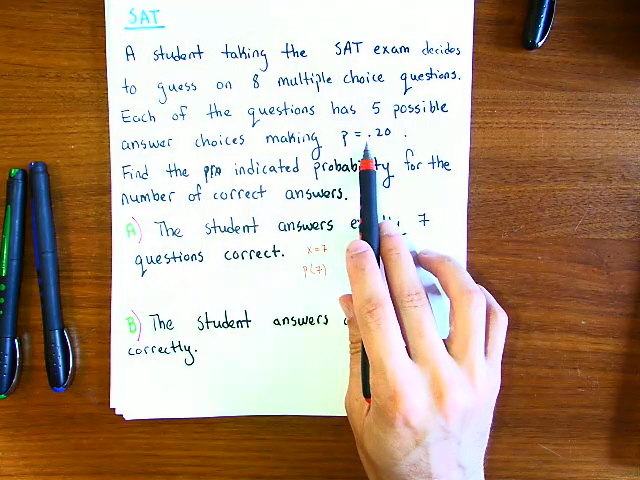 SAT
A student taking the SAT exam decides
to guess on 8 multiple choice questions.
Each of the questions has 5 possible
answer choices making p = .20 .
Find the indicated probability for the
number of correct answers.
A) The student answers 7
questions correct. x = 7
P(7)
B) The student answers
correctly.